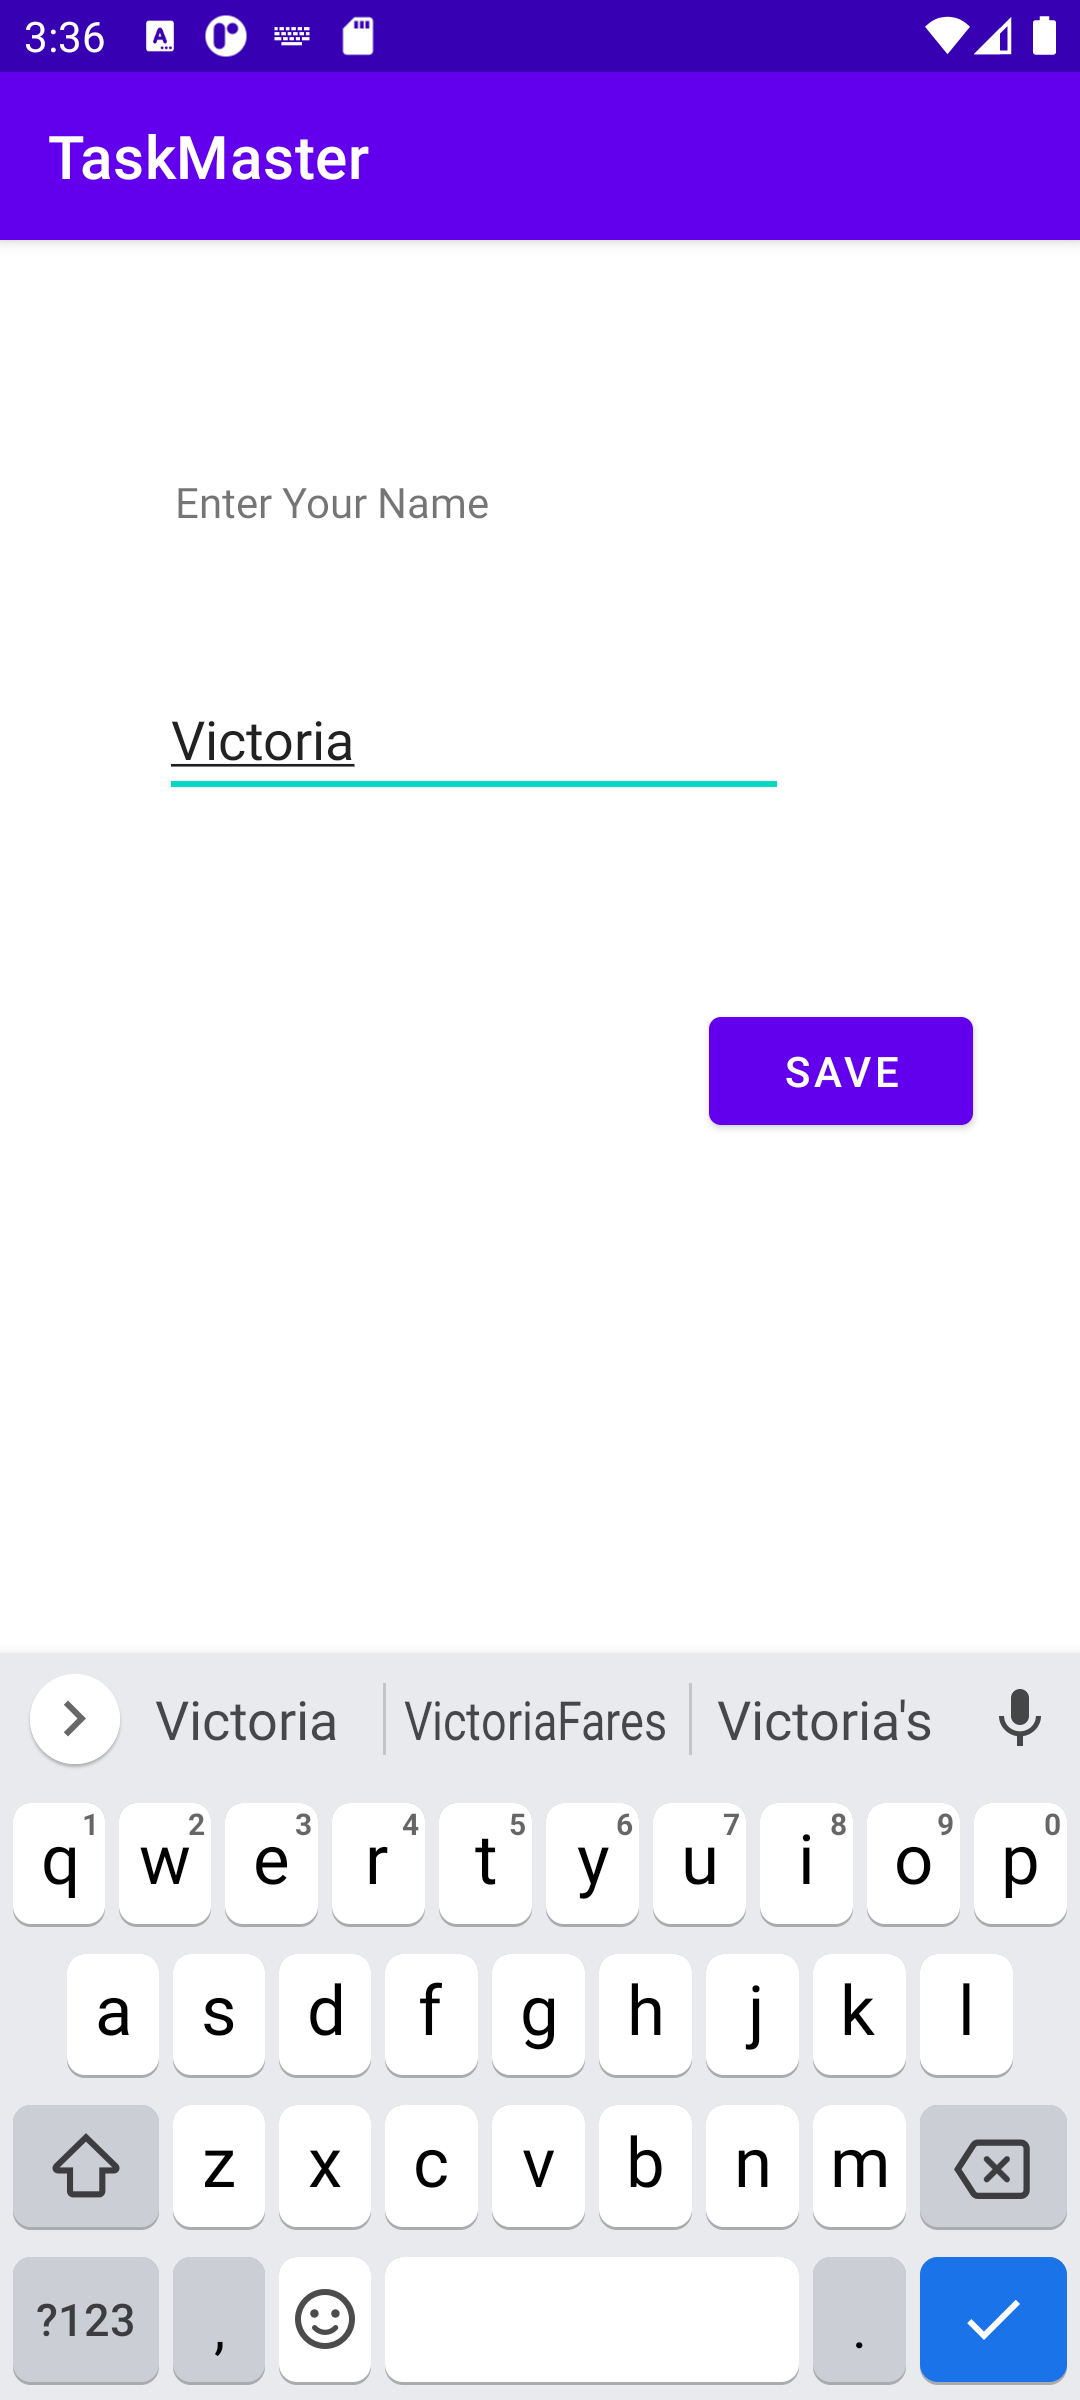 3:36
TaskMaster
Enter Your Name
Victoria
SAVE
Victoria VictoriaFares Victoria's
1 2 3 4 5 6 7 8 9 0
q w e r t y u i o p
a s d f g h j k l
z x c v b n m
?123 , .